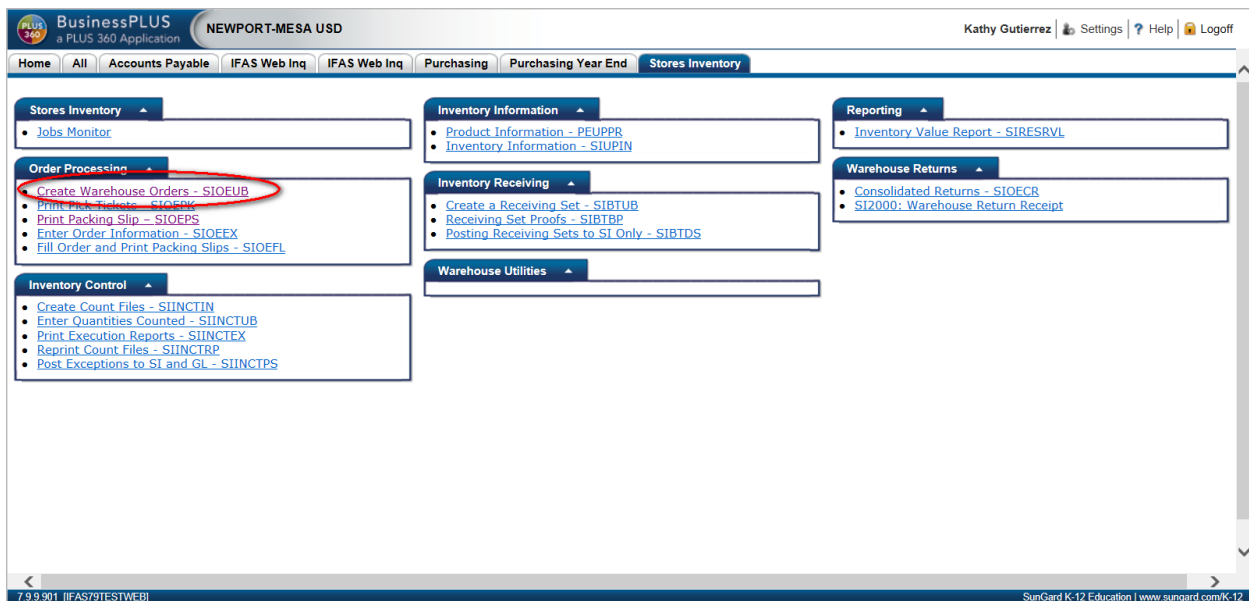 PLUS 360
BusinessPLUS
a PLUS 360 Application
NEWPORT-MESA USD
Kathy Gutierrez Settings ? Help Logoff
Home All Accounts Payable IFAS Web Inq IFAS Web Inq Purchasing Purchasing Year End Stores Inventory
Stores Inventory
Jobs Monitor
Order Processing
Create Warehouse Orders - SIOEUB
Print Pick Tickets - SIOEPK
Print Packing Slip – SIOEPS
Enter Order Information - SIOEEX
Fill Order and Print Packing Slips - SIOEFL
Inventory Control
Create Count Files - SIINCTIN
Enter Quantities Counted - SIINCTUB
Print Execution Reports - SIINCTEX
Reprint Count Files - SIINCTRP
Post Exceptions to SI and GL - SIINCTPS
Inventory Information
Product Information - PEUPPR
Inventory Information - SIUPIN
Inventory Receiving
Create a Receiving Set - SIBTUB
Receiving Set Proofs - SIBTBP
Posting Receiving Sets to SI Only - SIBTDS
Warehouse Utilities
Reporting
Inventory Value Report - SIRESRVL
Warehouse Returns
Consolidated Returns - SIOECR
SI2000: Warehouse Return Receipt
7.9.9.901 [IFAS79TESTWEB]
SunGard K-12 Education | www.sungard.com/K-12